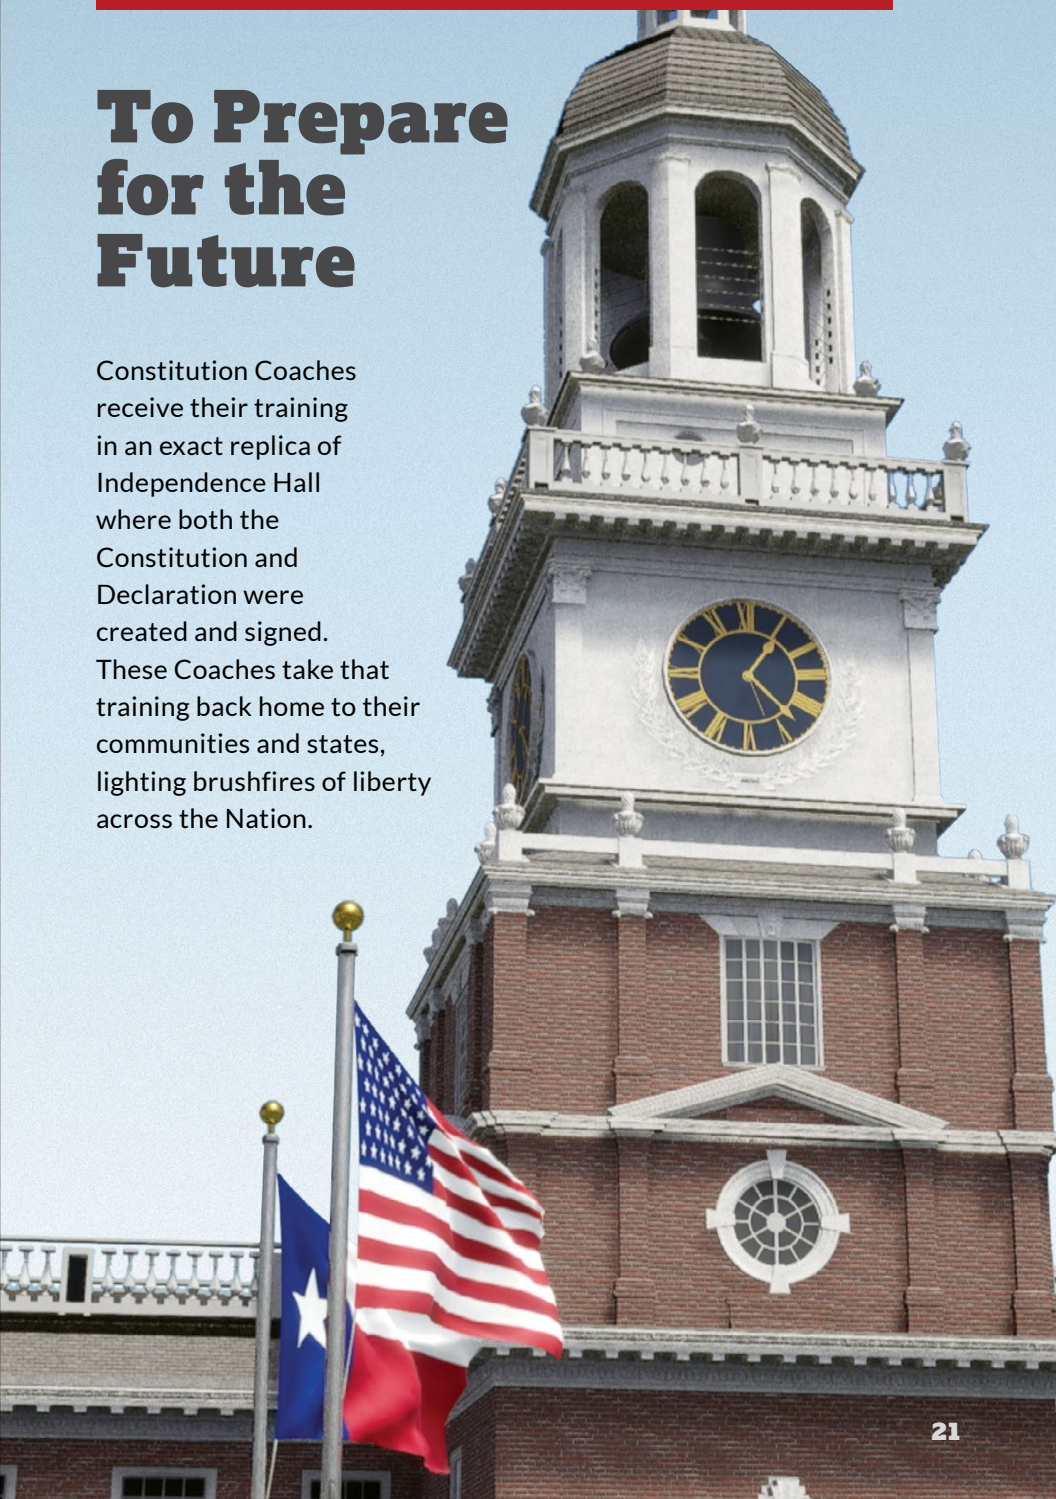 To Prepare
for the
Future
Constitution Coaches
receive their training
in an exact replica of
Independence Hall
where both the
Constitution and
Declaration were
created and signed.
These Coaches take that
training back home to their
communities and states,
lighting brushfires of liberty
across the Nation.
21